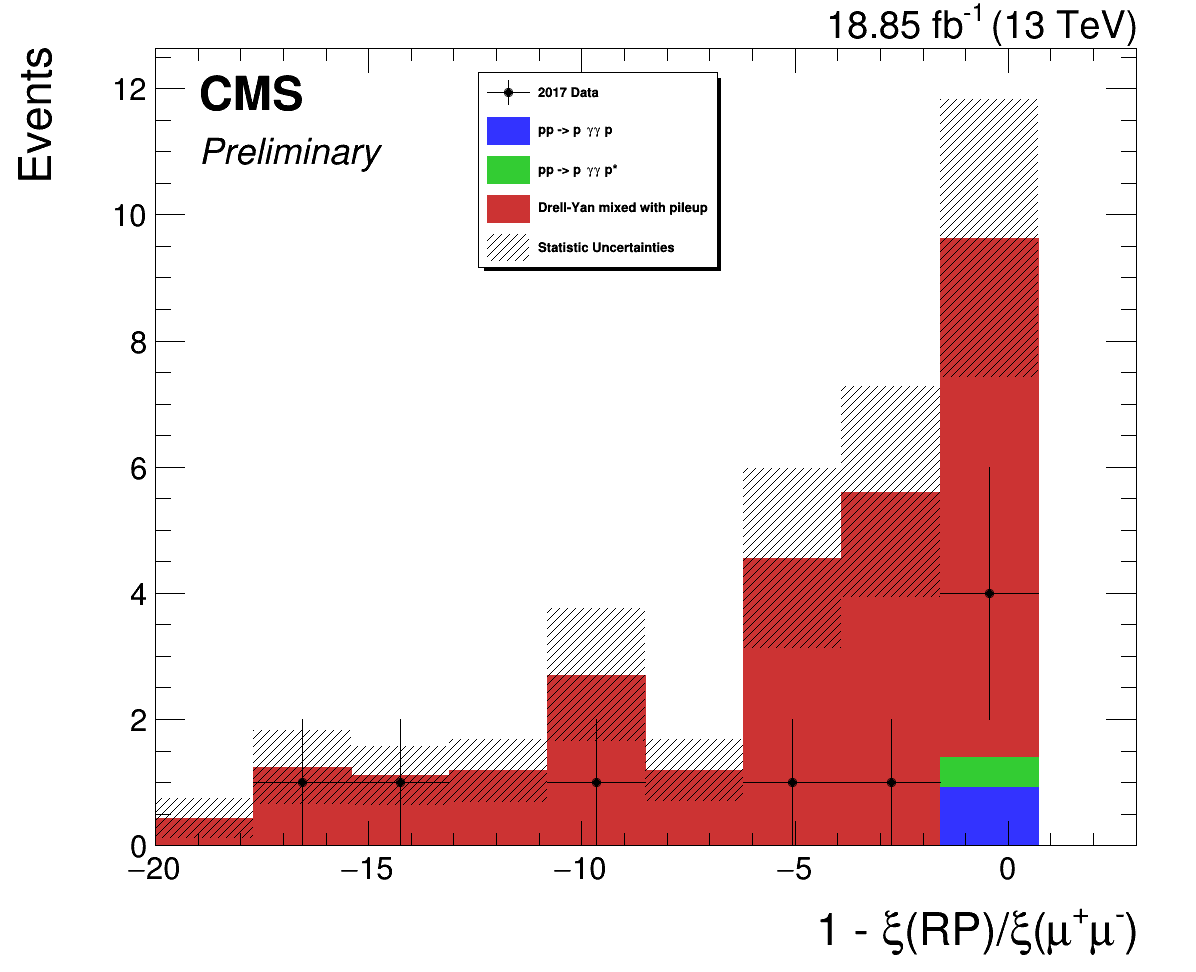 18.85 fb-1 (13 TeV)
Events
CMS
Preliminary
2017 Data
pp -> p γγ p
pp -> p γγ p*
Drell-Yan mixed with pileup
Statistic Uncertainties
12
10
8
6
4
2
0
−20 −15 −10 −5 0
1 - ξ(RP)/ξ(μ+μ-)